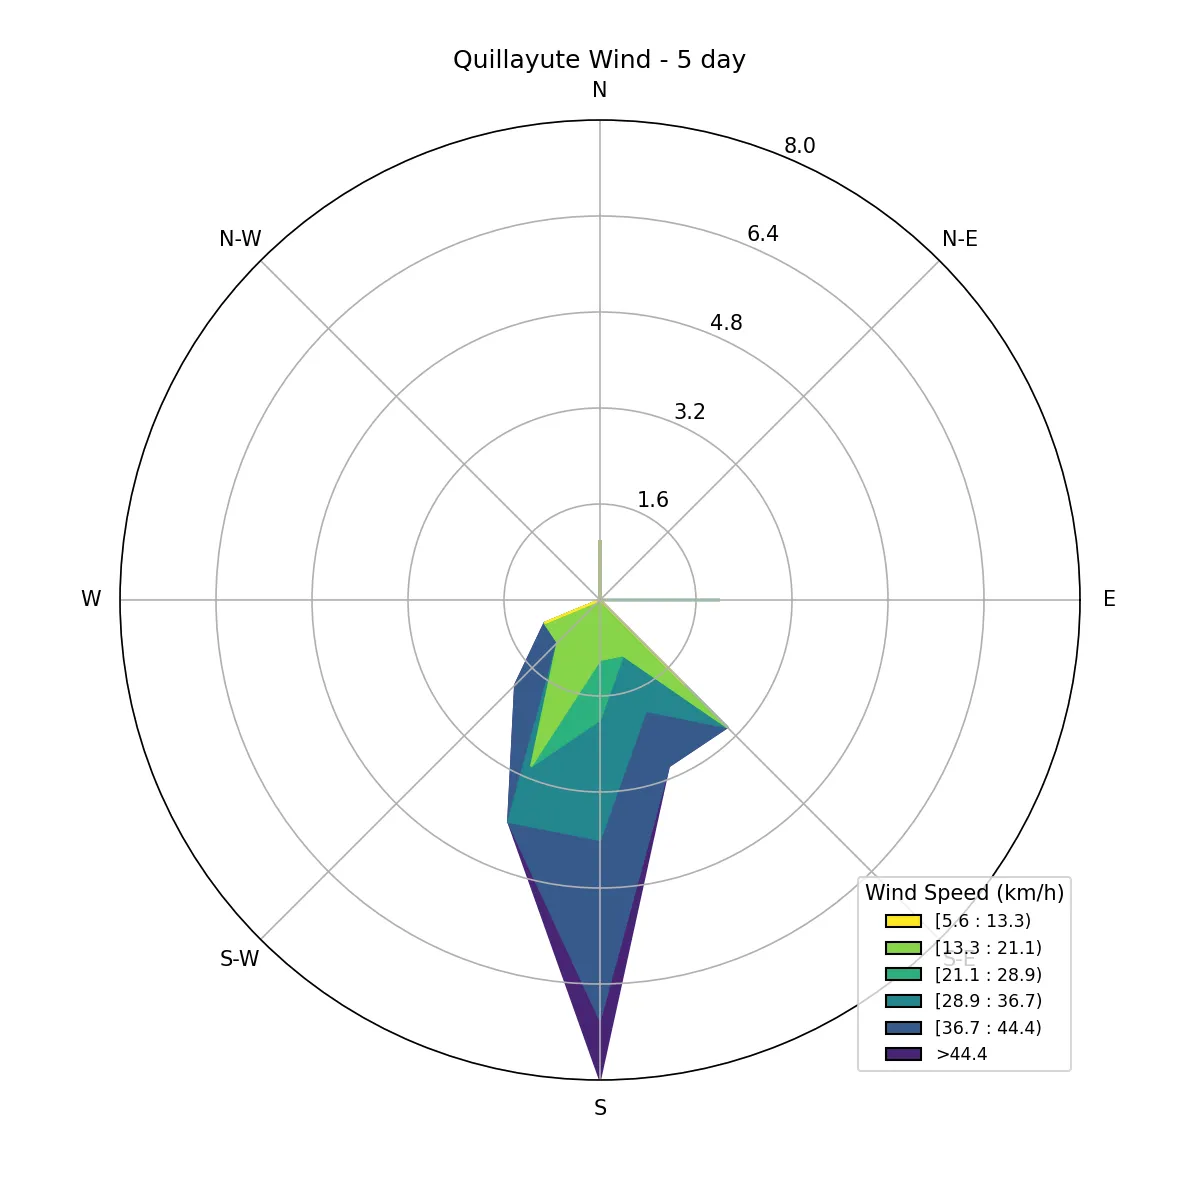 Quillayute Wind - 5 day
N
8.0
N-W
N-E
6.4
4.8
3.2
1.6
W
E
S-W
S-E
Wind Speed (km/h)
[5.6 : 13.3)
[13.3 : 21.1)
[21.1 : 28.9)
[28.9 : 36.7)
[36.7 : 44.4)
>44.4
S